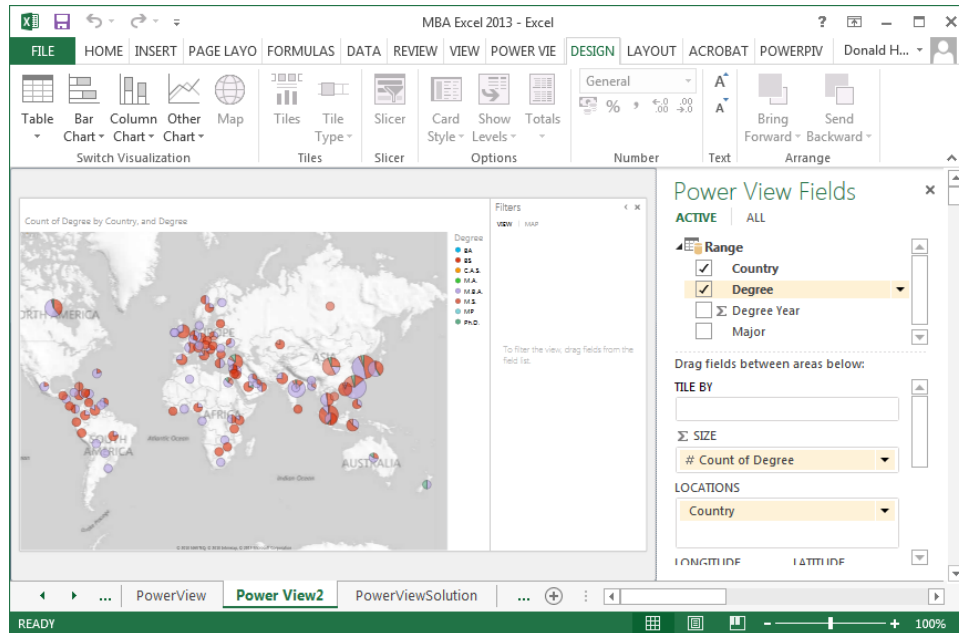 MBA Excel 2013 - Excel
FILE HOME INSERT PAGE LAYO FORMULAS DATA REVIEW VIEW POWER VIE DESIGN LAYOUT ACROBAT POWERPIV Donald H...
General
Table Bar Chart Column Chart Other Chart Map Tiles Tile Type Slicer Card Style Show Levels Totals Bring Forward Send Backward
Switch Visualization Tiles Slicer Options Number Text Arrange
Count of Degree by Country, and Degree
Degree
BA
BS
C.A.S.
M.A.
M.B.A.
M.S.
MP
Ph.D.
EUROPE
ASIA
AFRICA
SOUTH AMERICA
Atlantic Ocean
AUSTRALIA
Indian Ocean
Filters
VIEW MAP
To filter the view, drag fields from the
field list.
Power View Fields
ACTIVE ALL
Range
Country
Degree
Σ Degree Year
Major
Drag fields between areas below:
TILE BY
Σ SIZE
# Count of Degree
LOCATIONS
Country
LONGITUDE LATITUDE
... PowerView Power View2 PowerViewSolution ...
READY 100%